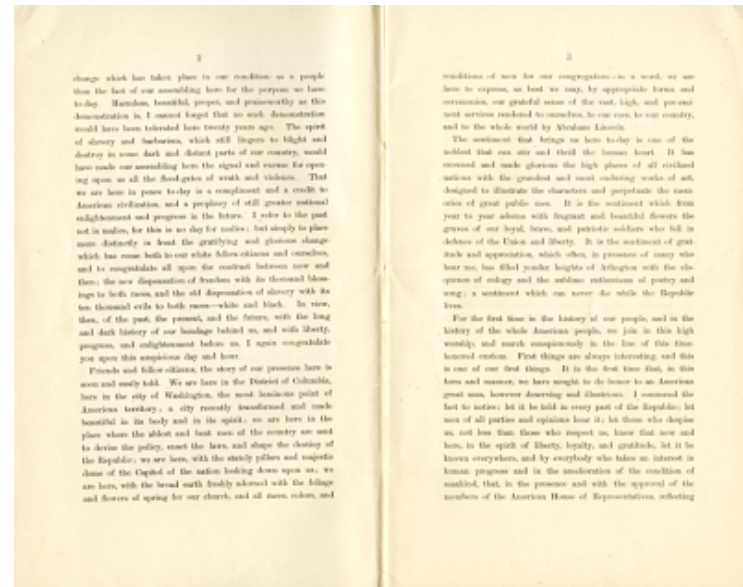 2
change which has taken place in our condition as a people
than the fact of our assembling here for the purpose we have
to-day. Harmless, beautiful, proper, and praiseworthy as this
demonstration is, I cannot forget that no such demonstration
would have been tolerated here twenty years ago. The spirit
of slavery and barbarism, which still lingers to blight and
destroy in some dark and distant parts of our country, would
have made our assembling here the signal and excuse for open-
ing upon us all the flood-gates of wrath and violence. That
we are here in peace to-day is a compliment and a credit to
American civilization, and a prophecy of still greater national
enlightenment and progress in the future. I refer to the past
not in malice, for this is no day for malice; but simply to place
more distinctly in front the gratifying and glorious change
which has come both to our white fellow-citizens and ourselves,
and to congratulate all upon the contrast between now and
then; the new dispensation of freedom with its thousand bless-
ings to both races, and the old dispensation of slavery with its
ten thousand evils to both races—white and black. In view,
then, of the past, the present, and the future, with the long
and dark history of our bondage behind us, and with liberty,
progress, and enlightenment before us, I again congratulate
you upon this auspicious day and hour.
Friends and fellow-citizens, the story of our presence here is
soon and easily told. We are here in the District of Columbia,
here in the city of Washington, the most luminous point of
American territory; a city recently transformed and made
beautiful in its body and in its spirit; we are here in the
place where the ablest and best men of the country are sent
to devise the policy, enact the laws, and shape the destiny of
the Republic; we are here, with the stately pillars and majestic
dome of the Capitol of the nation looking down upon us; we
are here, with the broad earth freshly adorned with the foliage
and flowers of spring for our church, and all races, colors, and
3
conditions of men for our congregation—in a word, we are
here to express, as best we may, by appropriate forms and
ceremonies, our grateful sense of the vast, high, and pre-emi-
nent services rendered to ourselves, to our race, to our country,
and to the whole world by Abraham Lincoln.
The sentiment that brings us here to-day is one of the
noblest that can stir and thrill the human heart. It has
crowned and made glorious the high places of all civilized
nations with the grandest and most enduring works of art,
designed to illustrate the characters and perpetuate the mem-
ories of great public men. It is the sentiment which from
year to year adorns with fragrant and beautiful flowers the
graves of our loyal, brave, and patriotic soldiers who fell in
defence of the Union and liberty. It is the sentiment of grat-
itude and appreciation, which often, in presence of many who
hear me, has filled yonder heights of Arlington with the elo-
quence of eulogy and the sublime enthusiasm of poetry and
song; a sentiment which can never die while the Republic
lives.
For the first time in the history of our people, and in the
history of the whole American people, we join in this high
worship, and march conspicuously in the line of this time-
honored custom. First things are always interesting, and this
is one of our first things. It is the first time that, in this
form and manner, we have sought to do honor to an American
great man, however deserving and illustrious. I commend the
fact to notice; let it be told in every part of the Republic; let
men of all parties and opinions hear it; let those who despise
us, not less than those who respect us, know that now and
here, in the spirit of liberty, loyalty, and gratitude, let it be
known everywhere, and by everybody who takes an interest in
human progress and in the amelioration of the condition of
mankind, that, in the presence and with the approval of the
members of the American House of Representatives, reflecting